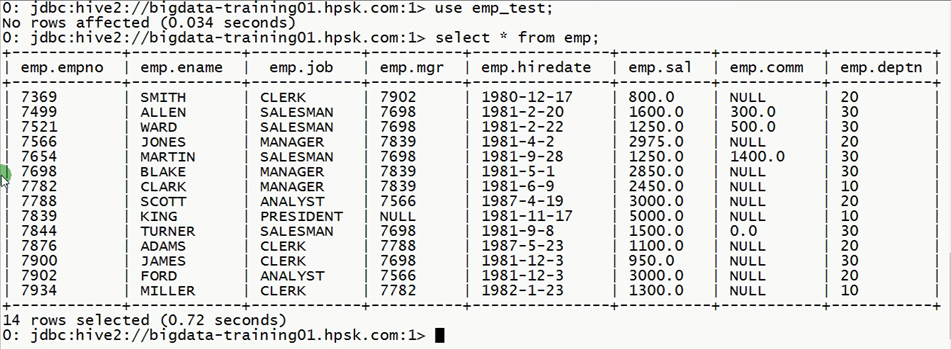 0: jdbc:hive2://bigdata-training01.hpsk.com:1> use emp_test;
No rows affected (0.034 seconds)
0: jdbc:hive2://bigdata-training01.hpsk.com:1> select * from emp;
+------------+------------+------------+----------+---------------+----------+-----------+------------+
| emp.empno | emp.ename | emp.job | emp.mgr | emp.hiredate | emp.sal | emp.comm | emp.deptn |
+------------+------------+------------+----------+---------------+----------+-----------+------------+
| 7369 | SMITH | CLERK | 7902 | 1980-12-17 | 800.0 | NULL | 20 |
| 7499 | ALLEN | SALESMAN | 7698 | 1981-2-20 | 1600.0 | 300.0 | 30 |
| 7521 | WARD | SALESMAN | 7698 | 1981-2-22 | 1250.0 | 500.0 | 30 |
| 7566 | JONES | MANAGER | 7839 | 1981-4-2 | 2975.0 | NULL | 20 |
| 7654 | MARTIN | SALESMAN | 7698 | 1981-9-28 | 1250.0 | 1400.0 | 30 |
| 7698 | BLAKE | MANAGER | 7839 | 1981-5-1 | 2850.0 | NULL | 30 |
| 7782 | CLARK | MANAGER | 7839 | 1981-6-9 | 2450.0 | NULL | 10 |
| 7788 | SCOTT | ANALYST | 7566 | 1987-4-19 | 3000.0 | NULL | 20 |
| 7839 | KING | PRESIDENT | NULL | 1981-11-17 | 5000.0 | NULL | 10 |
| 7844 | TURNER | SALESMAN | 7698 | 1981-9-8 | 1500.0 | 0.0 | 30 |
| 7876 | ADAMS | CLERK | 7788 | 1987-5-23 | 1100.0 | NULL | 20 |
| 7900 | JAMES | CLERK | 7698 | 1981-12-3 | 950.0 | NULL | 30 |
| 7902 | FORD | ANALYST | 7566 | 1981-12-3 | 3000.0 | NULL | 20 |
| 7934 | MILLER | CLERK | 7782 | 1982-1-23 | 1300.0 | NULL | 10 |
+------------+------------+------------+----------+---------------+----------+-----------+------------+
14 rows selected (0.72 seconds)
0: jdbc:hive2://bigdata-training01.hpsk.com:1>